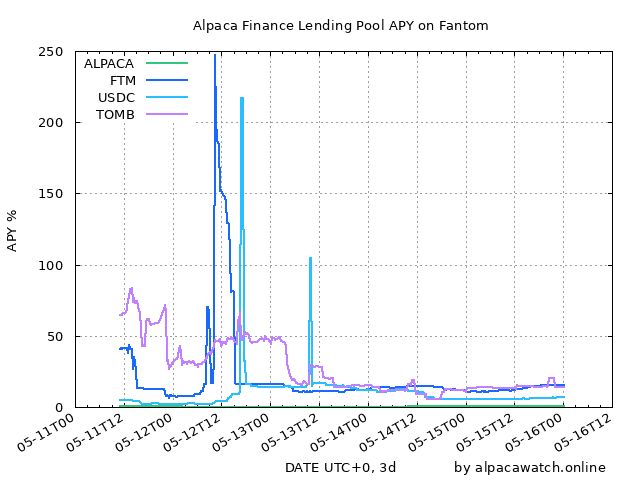 Alpaca Finance Lending Pool APY on Fantom
250
200
150
100
50
0
APY %
ALPACA
FTM
USDC
TOMB
05-11T00
05-11T12
05-12T00
05-12T12
05-13T00
05-13T12
05-14T00
05-14T12
05-15T00
05-15T12
05-16T00
05-16T12
DATE UTC+0, 3d
by alpacawatch.online